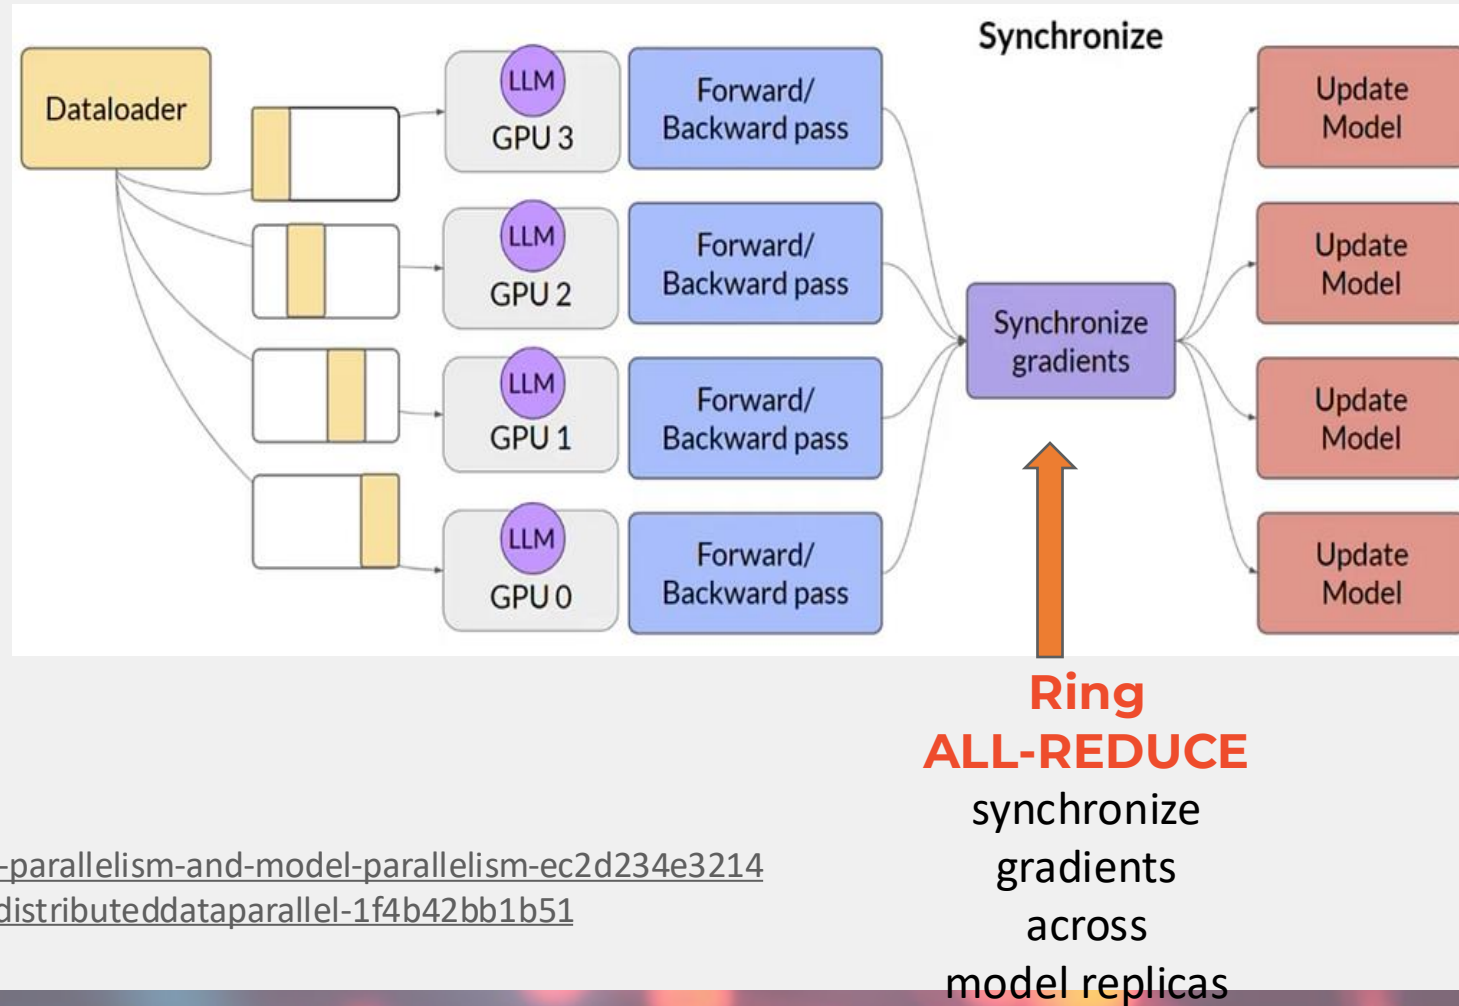 Synchronize
Dataloader
LLM
GPU 3
Forward/
Backward pass
Update
Model
LLM
GPU 2
Forward/
Backward pass
Update
Model
Synchronize
gradients
LLM
GPU 1
Forward/
Backward pass
Update
Model
LLM
GPU 0
Forward/
Backward pass
Update
Model
Ring
ALL-REDUCE
synchronize
gradients
across
model replicas
-parallelism-and-model-parallelism-ec2d234e3214
distributeddataparallel-1f4b42bb1b51